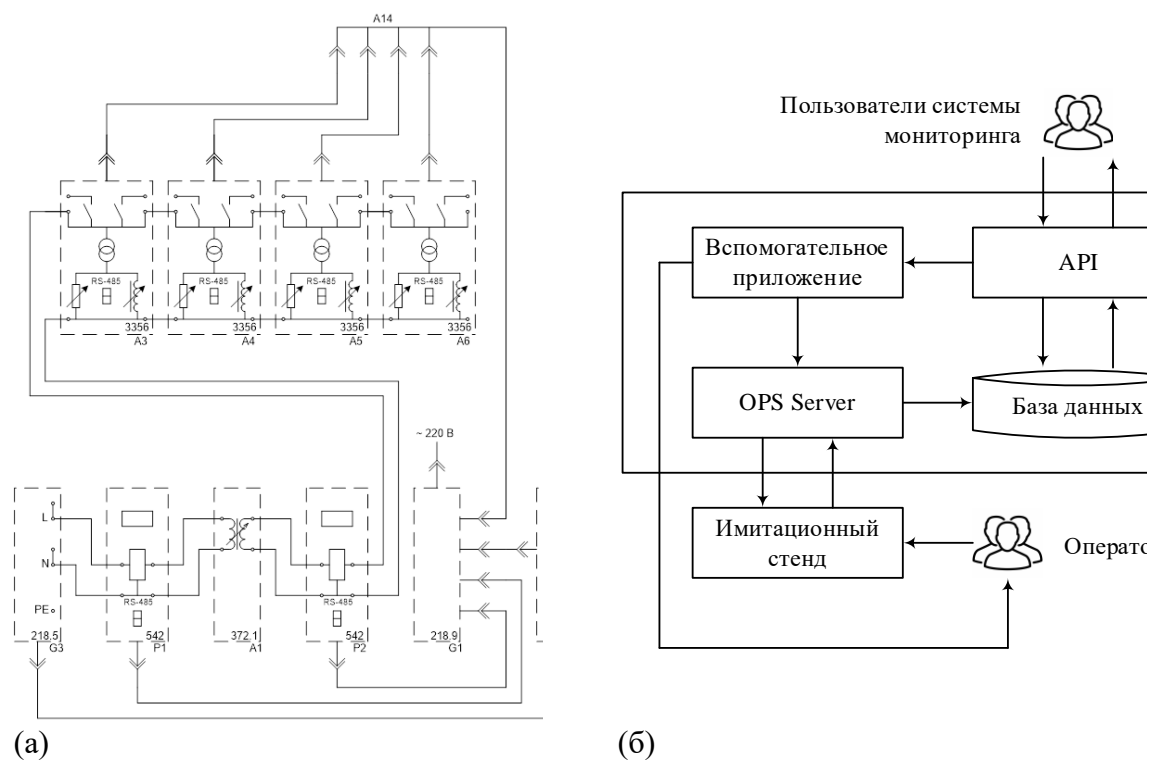 A14
RS-485
RS-485
RS-485
RS-485
3356
3356
3356
3356
A3
A4
A5
A6
~ 220 В
L
N
PE
RS-485
RS-485
218.5
542
372.1
542
218.9
G3
P1
A1
P2
G1
(а)
Пользователи системы
мониторинга
Вспомогательное
приложение
API
OPS Server
База данных
Имитационный
стенд
Операто
(б)